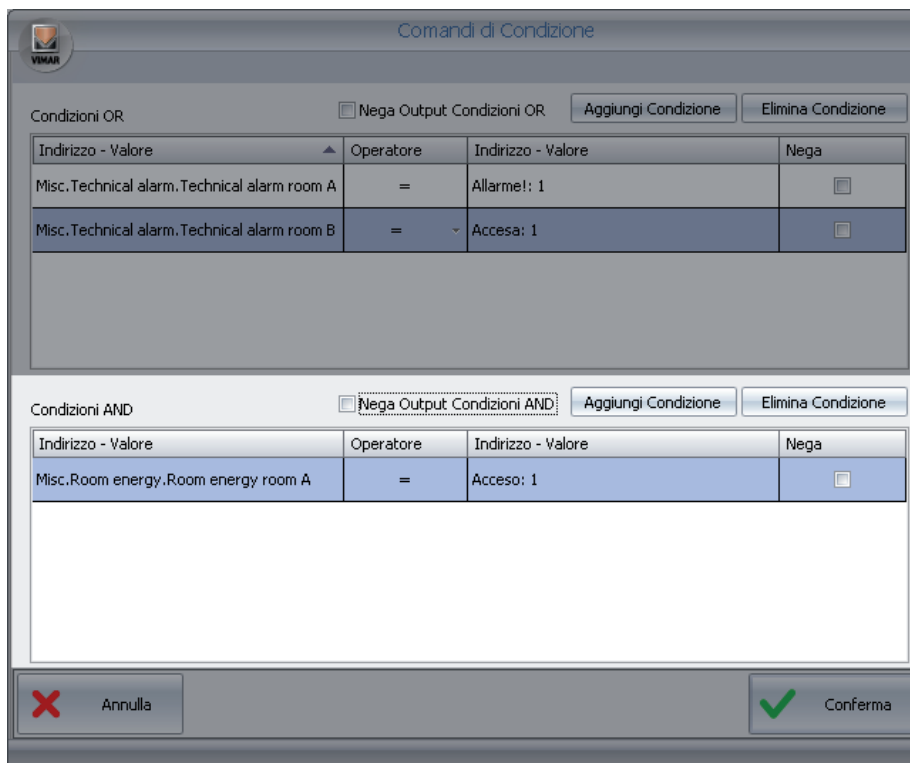 Comandi di Condizione
VIMAR
Condizioni OR Nega Output Condizioni OR Aggiungi Condizione Elimina Condizione
Indirizzo - Valore Operatore Indirizzo - Valore Nega
Misc.Technical alarm.Technical alarm room A = Allarme!: 1
Misc.Technical alarm.Technical alarm room B = Accesa: 1
Condizioni AND Nega Output Condizioni AND Aggiungi Condizione Elimina Condizione
Indirizzo - Valore Operatore Indirizzo - Valore Nega
Misc.Room energy.Room energy room A = Acceso: 1
Annulla Conferma